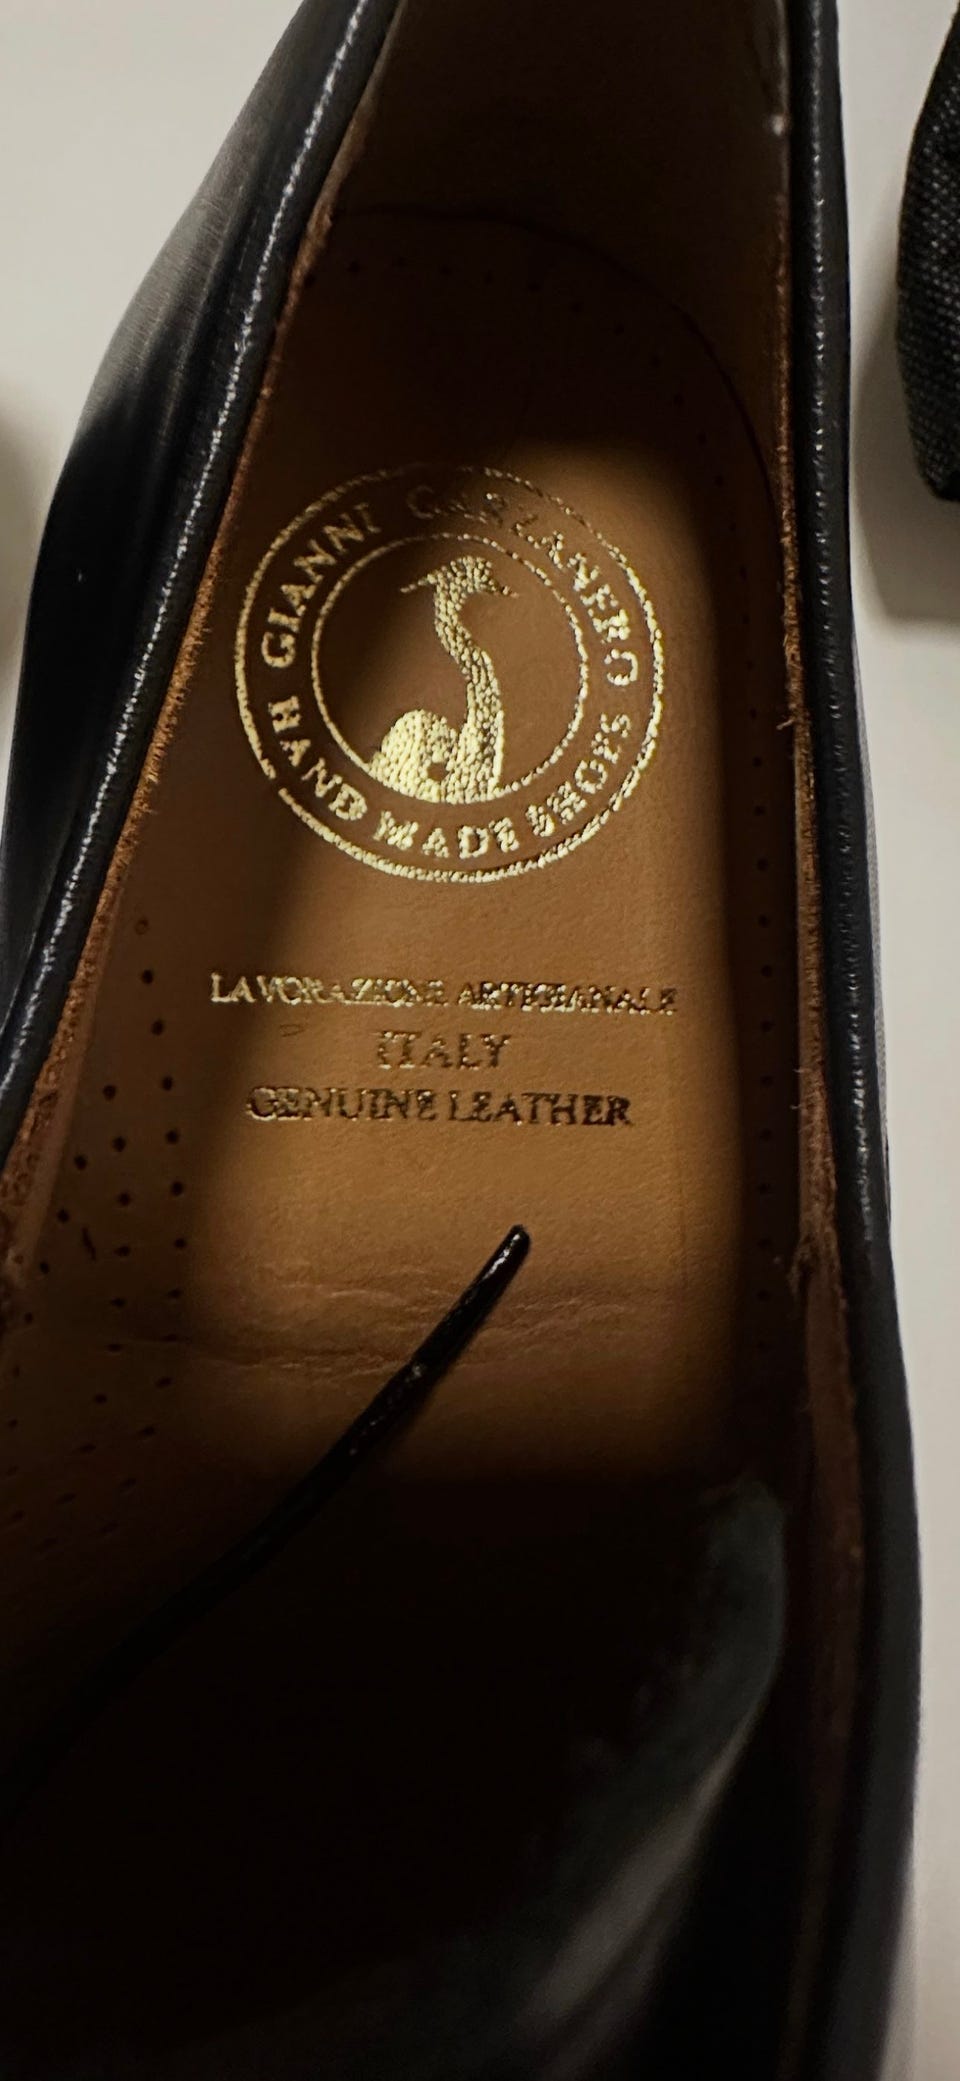 GIANNI
HAND MADE SHOES
LAVORAZIONE ARTIGIANALE
ITALY
GENUINE LEATHER